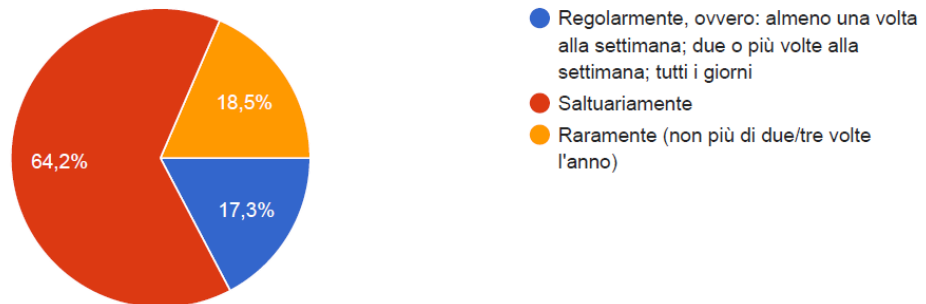 18,5%
64,2%
17,3%
Regolarmente, ovvero: almeno una volta
alla settimana; due o più volte alla
settimana; tutti i giorni
Saltuariamente
Raramente (non più di due/tre volte
l'anno)